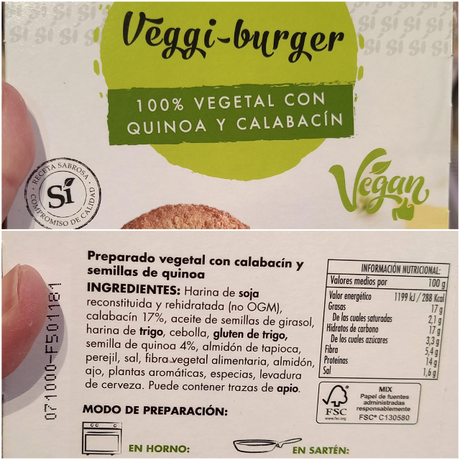 Veggi-burger
100% VEGETAL CON
QUINOA Y CALABACÍN
RECETA SABROSA
Sí
COMPROMISO DE CALIDAD
Vegan
Preparado vegetal con calabacín y
semillas de quinoa
INGREDIENTES: Harina de soja
reconstituida y rehidratada (no OGM),
calabacín 17%, aceite de semillas de girasol,
harina de trigo, cebolla, gluten de trigo,
semilla de quinoa 4%, almidón de tapioca,
perejil, sal, fibra vegetal alimentaria, almidón,
ajo, plantas aromáticas, especias, levadura
de cerveza. Puede contener trazas de apio.
MODO DE PREPARACIÓN:
EN HORNO:
EN SARTÉN:
071000-F5011181
INFORMACIÓN NUTRICIONAL:
Valores medios por 100 g
Valor energético 1199 kJ/ 288 Kcal
Grasas 17 g
De las cuales saturadas 2,1 g
Hidratos de carbono 17 g
De los cuales azúcares 3,3 g
Fibra 5,4 g
Proteínas 14 g
Sal 1,6 g
FSC
www.fsc.org
MIX
Papel de fuentes
administradas
responsablemente
FSC® C130580